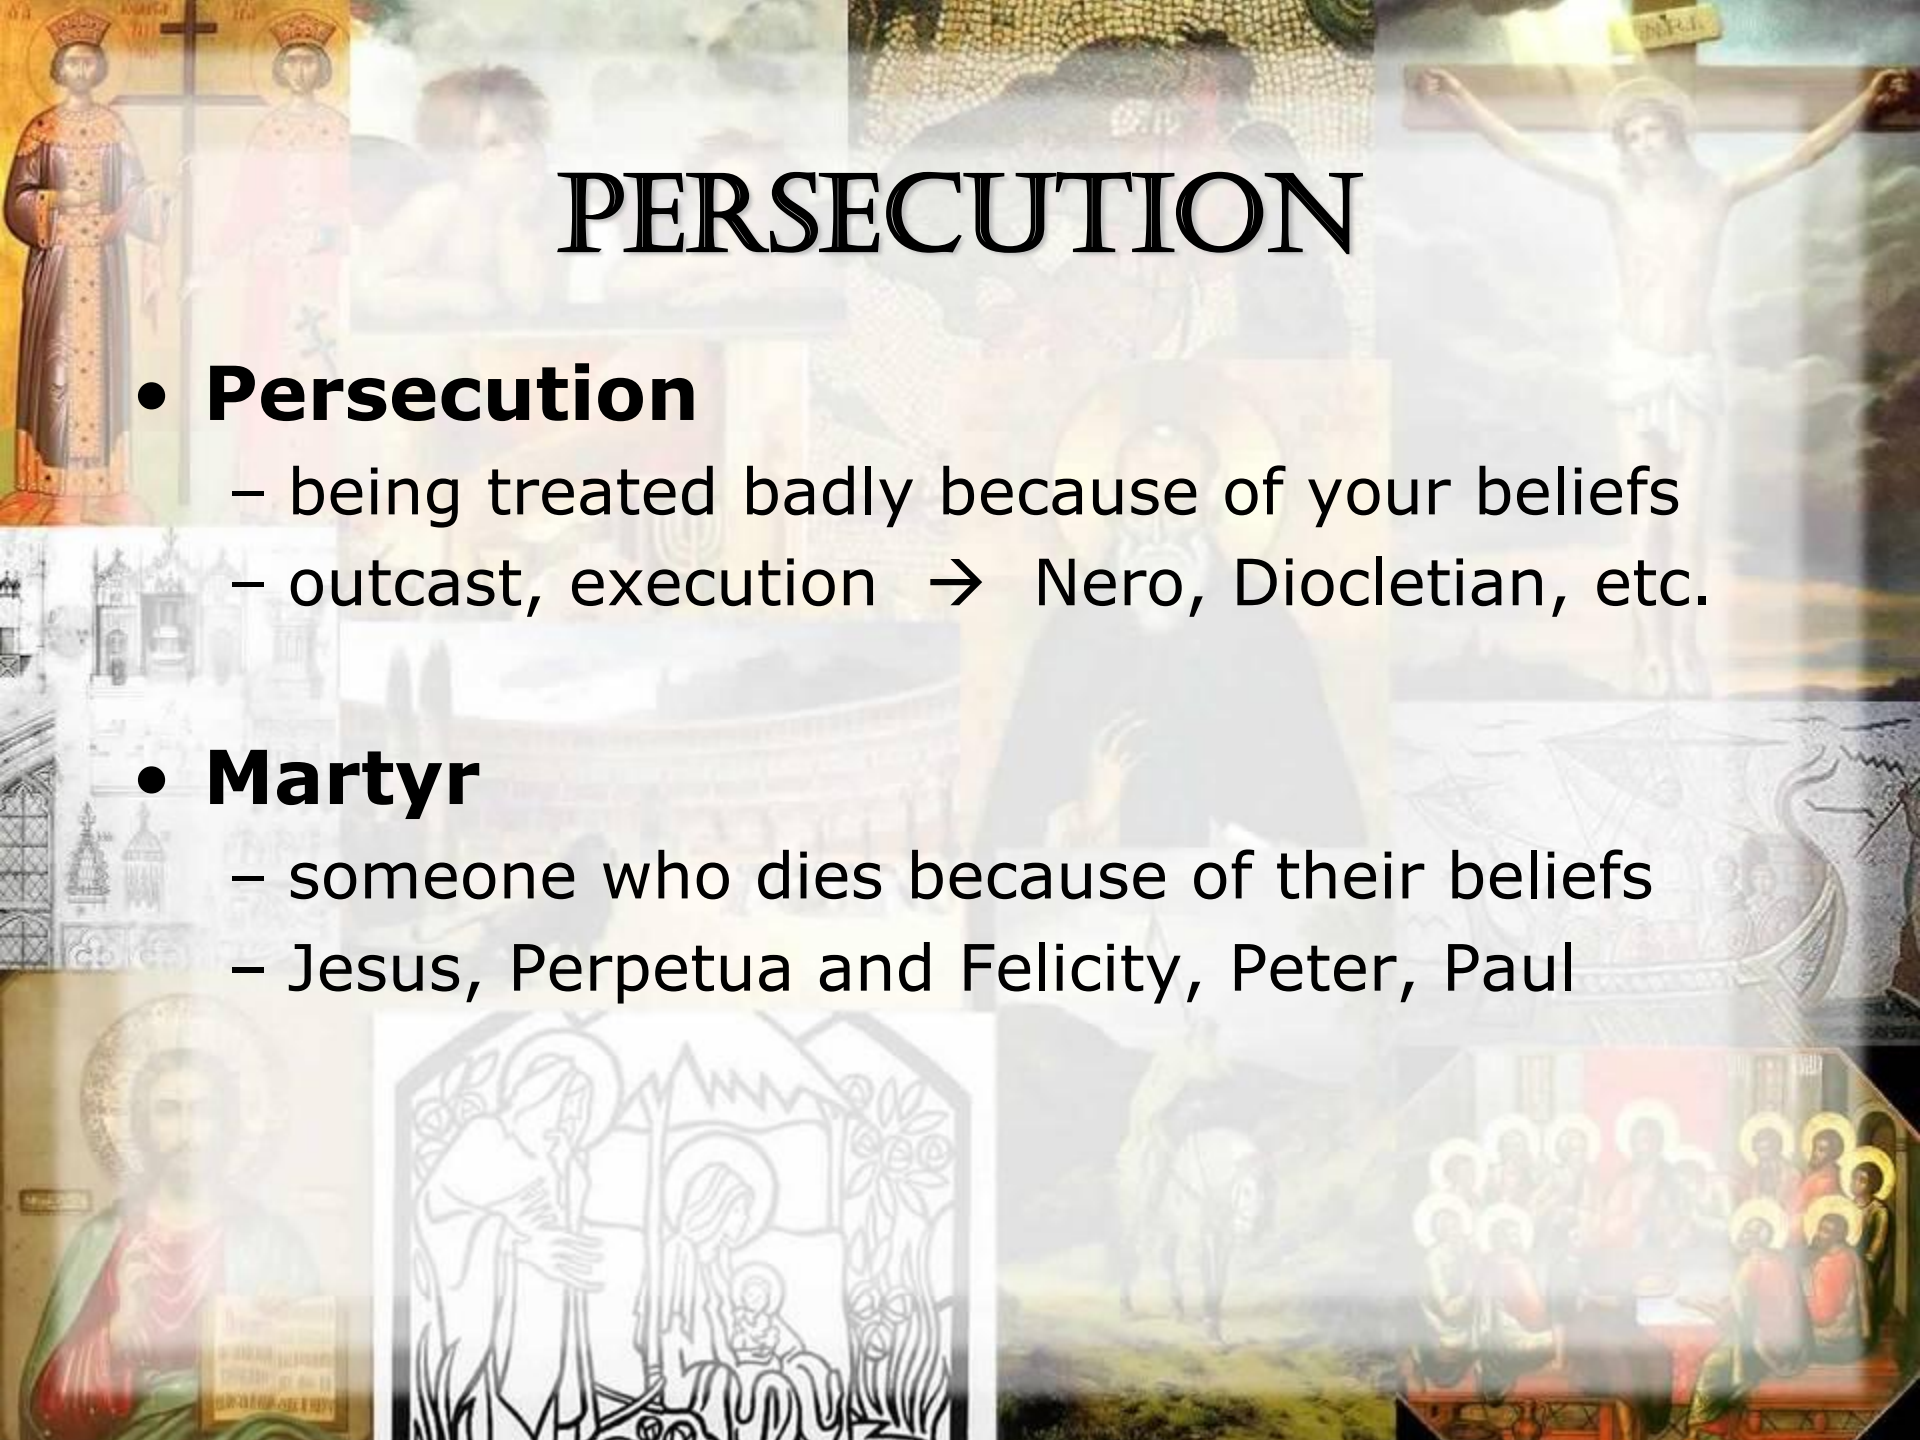 PERSECUTION
• Persecution
– being treated badly because of your beliefs
– outcast, execution → Nero, Diocletian, etc.
• Martyr
– someone who dies because of their beliefs
– Jesus, Perpetua and Felicity, Peter, Paul